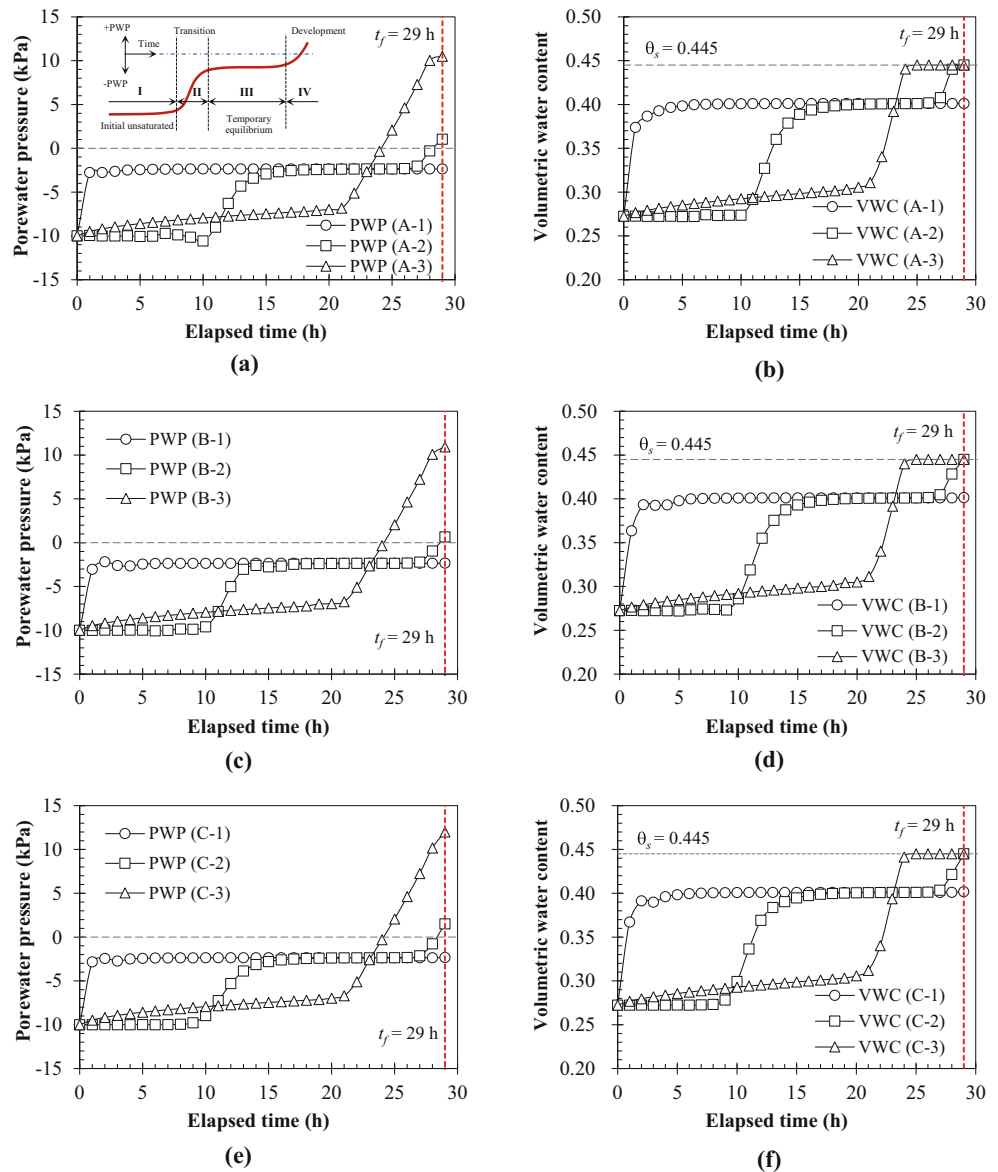 +PWP
Time
-PWP
Transition
Development
I
II
III
IV
Initial unsaturated
Temporary
equilibrium
t_f = 29 h
15
10
5
0
-5
-10
-15
Porewater pressure (kPa)
PWP (A-1)
PWP (A-2)
PWP (A-3)
0 5 10 15 20 25 30
Elapsed time (h)
(a)
0.50
0.45
0.40
0.35
0.30
0.25
0.20
Volumetric water content
θ_s = 0.445
t_f = 29 h
VWC (A-1)
VWC (A-2)
VWC (A-3)
0 5 10 15 20 25 30
Elapsed time (h)
(b)
15
10
5
0
-5
-10
-15
Porewater pressure (kPa)
PWP (B-1)
PWP (B-2)
PWP (B-3)
t_f = 29 h
0 5 10 15 20 25 30
Elapsed time (h)
(c)
0.50
0.45
0.40
0.35
0.30
0.25
0.20
Volumetric water content
θ_s = 0.445
t_f = 29 h
VWC (B-1)
VWC (B-2)
VWC (B-3)
0 5 10 15 20 25 30
Elapsed time (h)
(d)
15
10
5
0
-5
-10
-15
Porewater pressure (kPa)
PWP (C-1)
PWP (C-2)
PWP (C-3)
t_f = 29 h
0 5 10 15 20 25 30
Elapsed time (h)
(e)
0.50
0.45
0.40
0.35
0.30
0.25
0.20
Volumetric water content
θ_s = 0.445
t_f = 29 h
VWC (C-1)
VWC (C-2)
VWC (C-3)
0 5 10 15 20 25 30
Elapsed time (h)
(f)